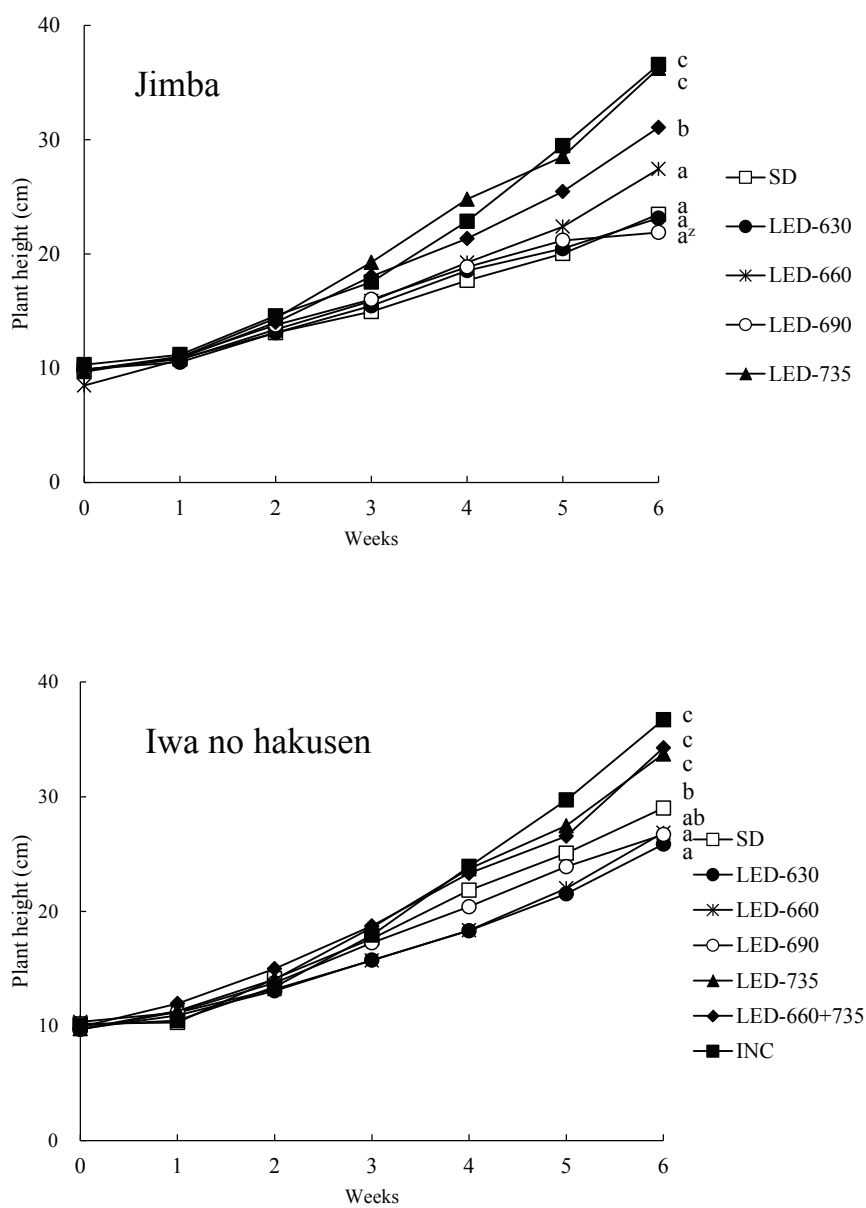 40
Jimba
30
20
10
0
Plant height (cm)
0 1 2 3 4 5 6
Weeks
c
c
b
a
a
a
aᶻ
SD
LED-630
LED-660
LED-690
LED-735
40
Iwa no hakusen
30
20
10
0
Plant height (cm)
0 1 2 3 4 5 6
Weeks
c
c
c
b
ab
a
a
SD
LED-630
LED-660
LED-690
LED-735
LED-660+735
INC